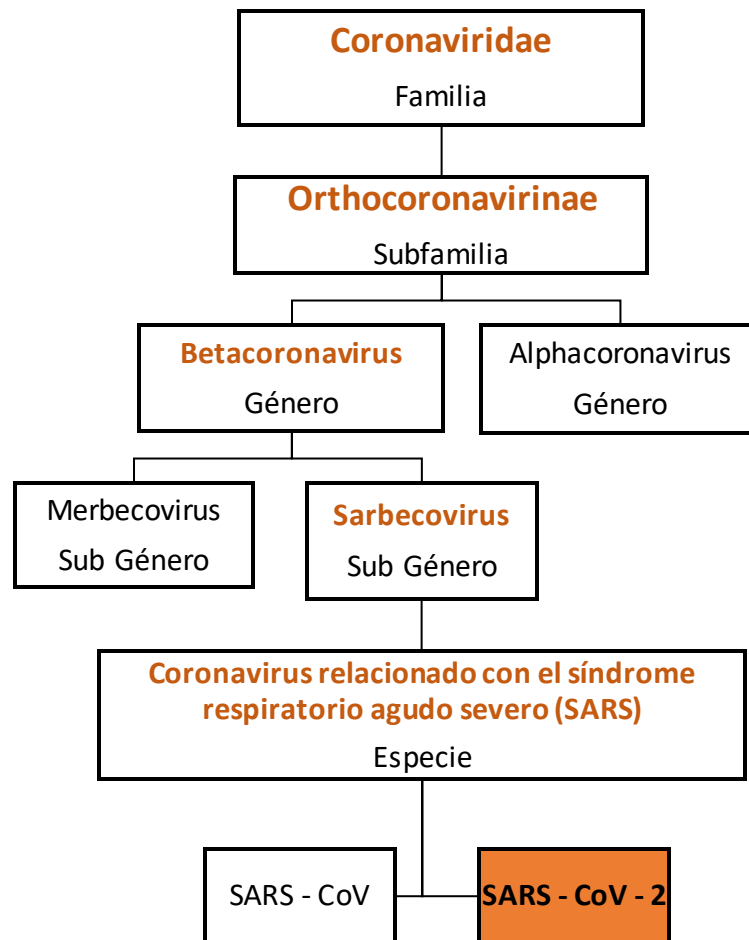 Coronaviridae
Familia
Orthocoronavirinae
Subfamilia
Betacoronavirus
Género
Alphacoronavirus
Género
Merbecovirus
Sub Género
Sarbecovirus
Sub Género
Coronavirus relacionado con el síndrome
respiratorio agudo severo (SARS)
Especie
SARS - CoV
SARS - CoV - 2